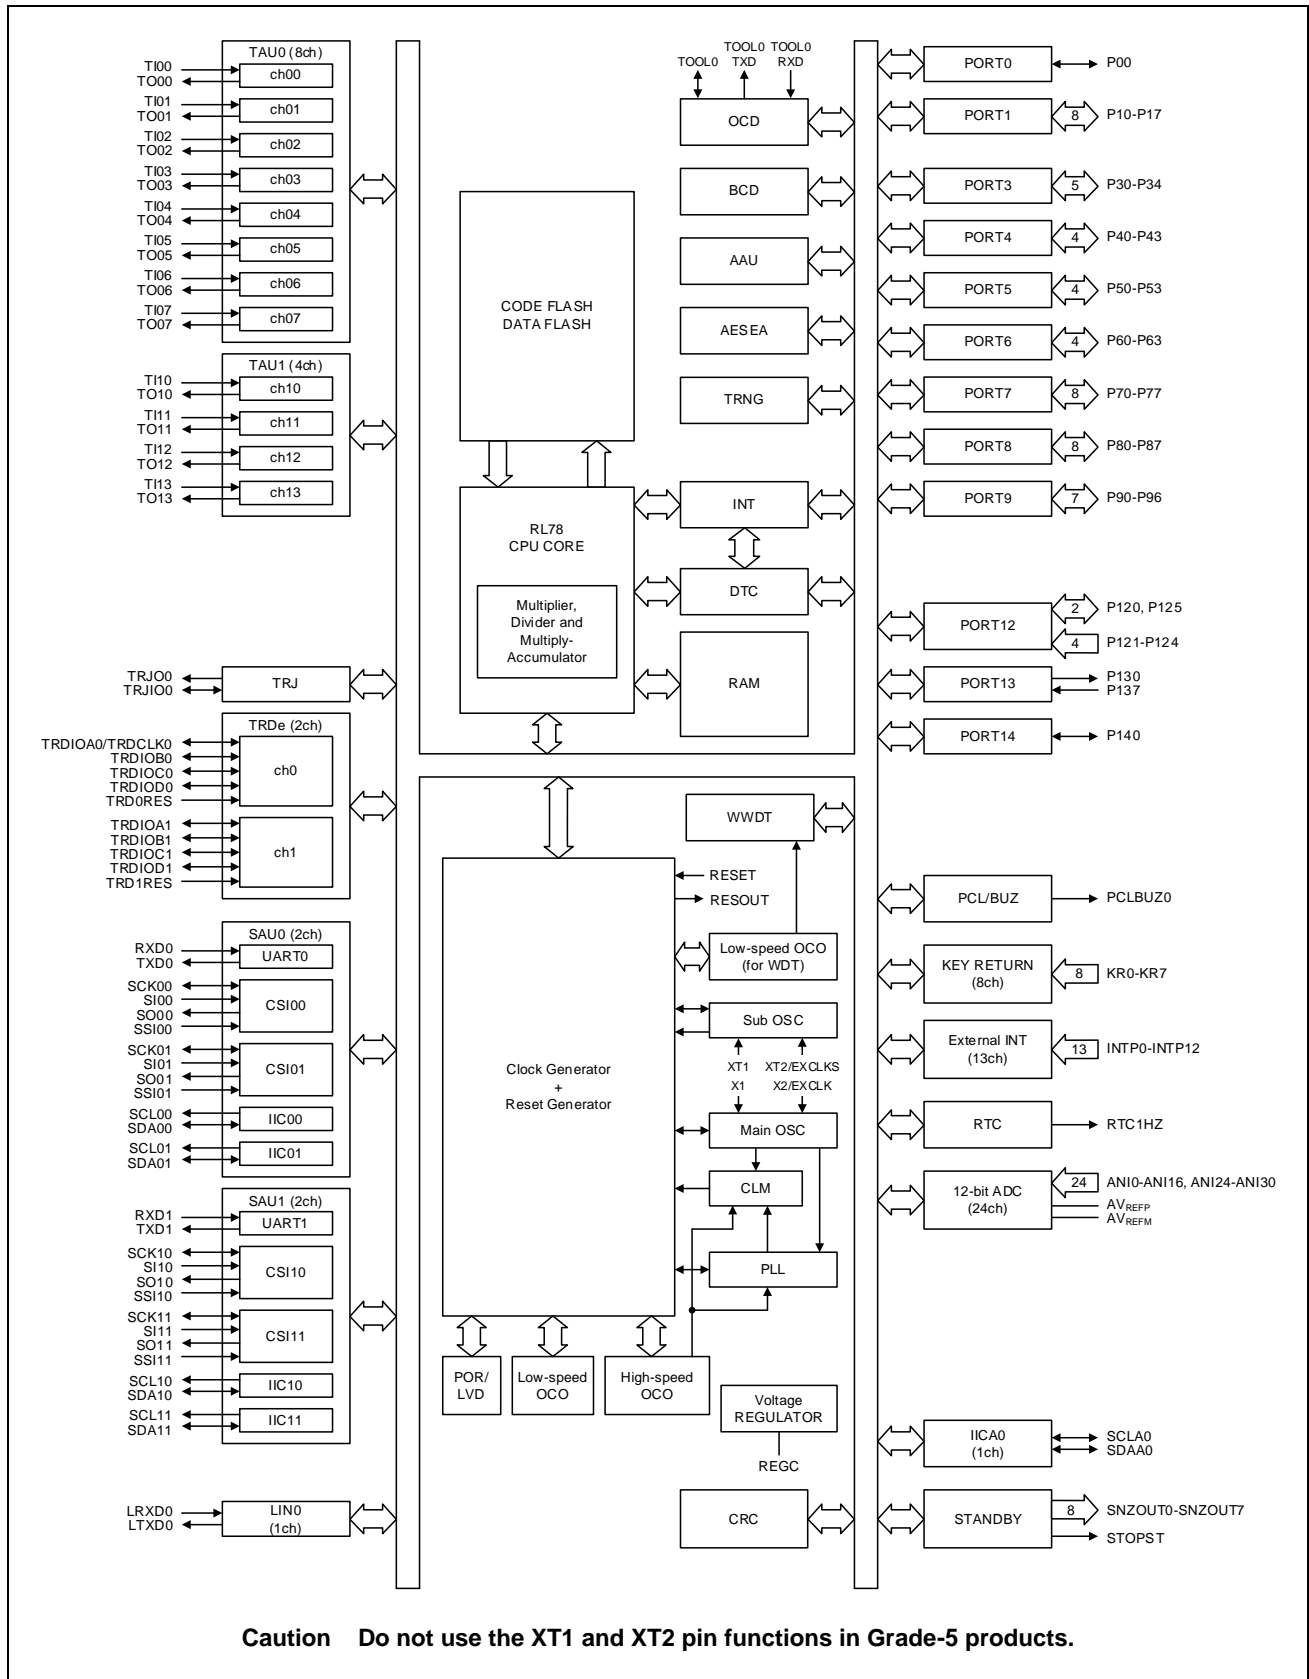 TAU0 (8ch)
TI00
TO00
ch00
TI01
TO01
ch01
TI02
TO02
ch02
TI03
TO03
ch03
TI04
TO04
ch04
TI05
TO05
ch05
TI06
TO06
ch06
TI07
TO07
ch07
TAU1 (4ch)
TI10
TO10
ch10
TI11
TO11
ch11
TI12
TO12
ch12
TI13
TO13
ch13
TRJO0
TRJIO0
TRJ
TRDe (2ch)
TRDIOA0/TRDCLK0
TRDIOB0
TRDIOC0
TRDIOD0
TRD0RES
ch0
TRDIOA1
TRDIOB1
TRDIOC1
TRDIOD1
TRD1RES
ch1
SAU0 (2ch)
RXD0
TXD0
UART0
SCK00
SI00
SO00
SSI00
CSI00
SCK01
SI01
SO01
SSI01
CSI01
SCL00
SDA00
IIC00
SCL01
SDA01
IIC01
SAU1 (2ch)
RXD1
TXD1
UART1
SCK10
SI10
SO10
SSI10
CSI10
SCK11
SI11
SO11
SSI11
CSI11
SCL10
SDA10
IIC10
SCL11
SDA11
IIC11
LRXD0
LTXD0
LIN0
(1ch)
CODE FLASH
DATA FLASH
RL78
CPU CORE
Multiplier,
Divider and
Multiply-
Accumulator
TOOL0
TOOL0
TXD
TOOL0
RXD
OCD
BCD
AAU
AESEA
TRNG
INT
DTC
RAM
WWDT
RESET
RESOUT
Low-speed OCO
(for WDT)
Sub OSC
XT1
XT2/EXCLKS
X1
X2/EXCLK
Main OSC
CLM
PLL
Clock Generator
+
Reset Generator
POR/
LVD
Low-speed
OCO
High-speed
OCO
Voltage
REGULATOR
REGC
CRC
PORT0
P00
PORT1
8
P10-P17
PORT3
5
P30-P34
PORT4
4
P40-P43
PORT5
4
P50-P53
PORT6
4
P60-P63
PORT7
8
P70-P77
PORT8
8
P80-P87
PORT9
7
P90-P96
PORT12
2
P120, P125
4
P121-P124
PORT13
P130
P137
PORT14
P140
PCL/BUZ
PCLBUZ0
KEY RETURN
(8ch)
8
KR0-KR7
External INT
(13ch)
13
INTP0-INTP12
RTC
RTC1HZ
12-bit ADC
(24ch)
24
ANI0-ANI16, ANI24-ANI30
AVREFP
AVREFM
IICA0
(1ch)
SCLA0
SDAA0
STANDBY
8
SNZOUT0-SNZOUT7
STOPST
Caution Do not use the XT1 and XT2 pin functions in Grade-5 products.